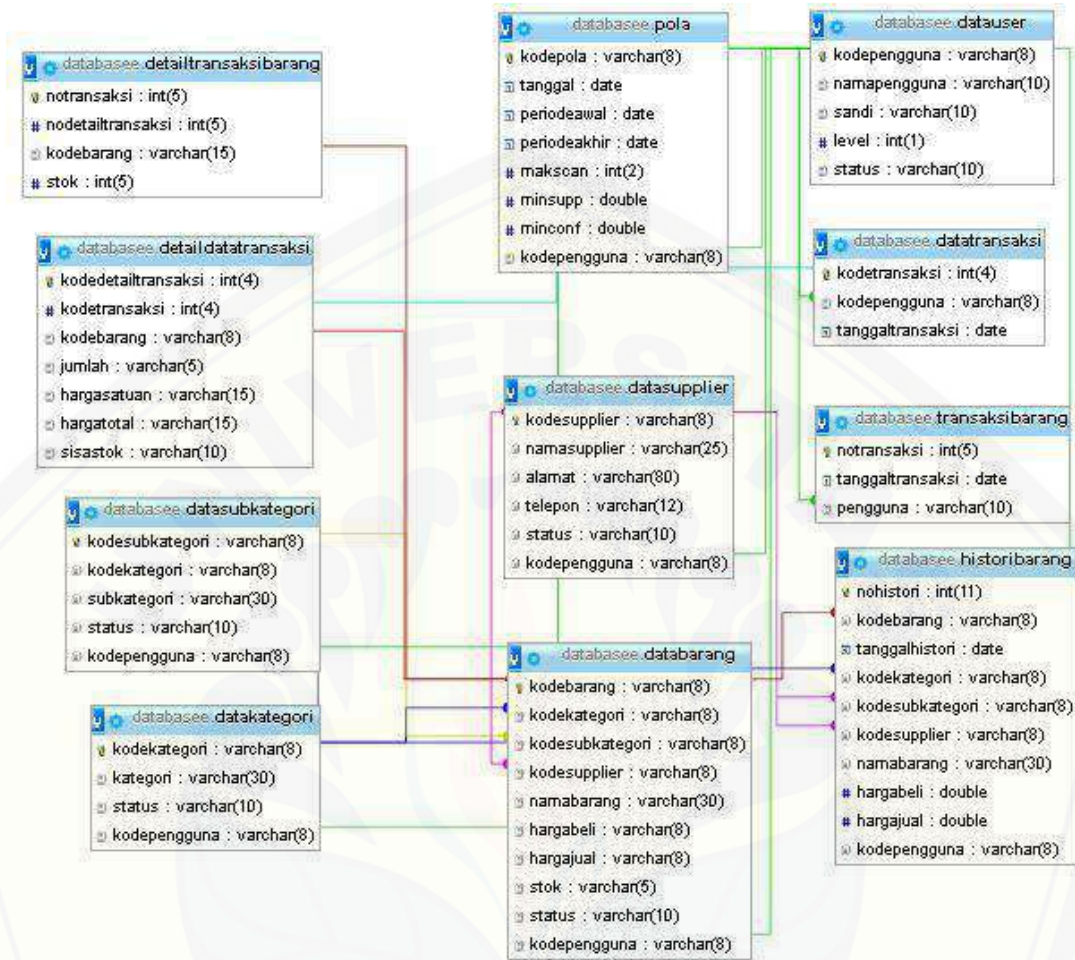 databasee.detailtransaksibarang
notransaksi : int(5)
nodetailtransaksi : int(5)
kodebarang : varchar(15)
stok : int(5)
databasee.detaildatatransaksi
kodedetailtransaksi : int(4)
kodetransaksi : int(4)
kodebarang : varchar(8)
jumlah : varchar(5)
hargasatuan : varchar(15)
hargatotal : varchar(15)
sisastok : varchar(10)
databasee.datasubkategori
kodesubkategori : varchar(8)
kodekategori : varchar(8)
subkategori : varchar(30)
status : varchar(10)
kodepengguna : varchar(8)
databasee.datakategori
kodekategori : varchar(8)
kategori : varchar(30)
status : varchar(10)
kodepengguna : varchar(8)
databasee.pola
kodepola : varchar(8)
tanggal : date
periodeawal : date
periodeakhir : date
makscan : int(2)
minsupp : double
minconf : double
kodepengguna : varchar(8)
databasee.datasupplier
kodesupplier : varchar(8)
namasupplier : varchar(25)
alamat : varchar(80)
telepon : varchar(12)
status : varchar(10)
kodepengguna : varchar(8)
databasee.databarang
kodebarang : varchar(8)
kodekategori : varchar(8)
kodesubkategori : varchar(8)
kodesupplier : varchar(8)
namabarang : varchar(30)
hargabeli : varchar(8)
hargajual : varchar(8)
stok : varchar(5)
status : varchar(10)
kodepengguna : varchar(8)
databasee.datauser
kodepengguna : varchar(8)
namapengguna : varchar(10)
sandi : varchar(10)
level : int(1)
status : varchar(10)
databasee.datatransaksi
kodetransaksi : int(4)
kodepengguna : varchar(8)
tanggaltransaksi : date
databasee.transaksibarang
notransaksi : int(5)
tanggaltransaksi : date
pengguna : varchar(10)
databasee.historibarang
nohistori : int(11)
kodebarang : varchar(8)
tanggalhistori : date
kodekategori : varchar(8)
kodesubkategori : varchar(8)
kodesupplier : varchar(8)
namabarang : varchar(30)
hargabeli : double
hargajual : double
kodepengguna : varchar(8)